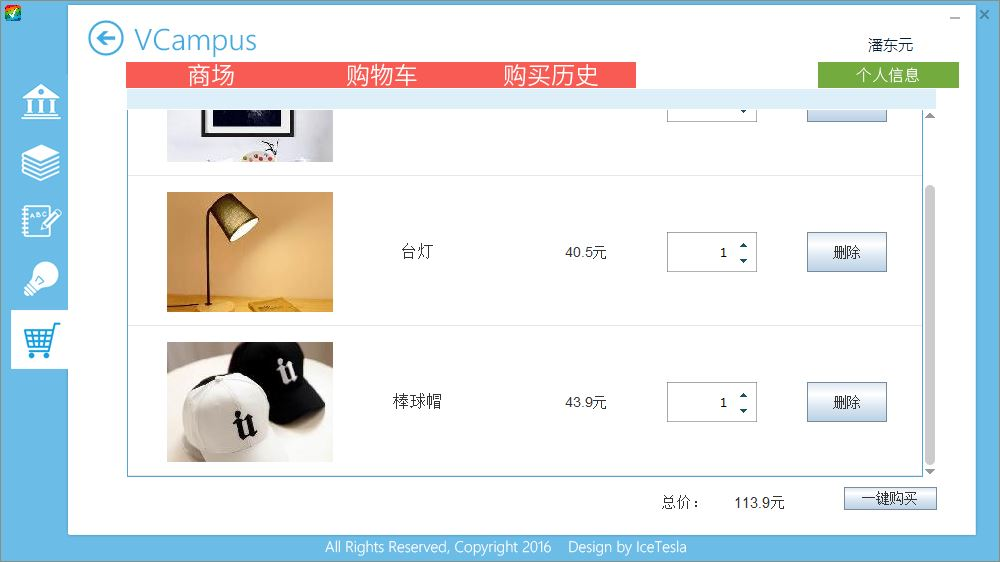 VCampus
潘东元
商场 购物车 购买历史 个人信息
ABC
台灯 40.5元 1 删除
棒球帽 43.9元 1 删除
总价： 113.9元 一键购买
All Rights Reserved, Copyright 2016 Design by IceTesla